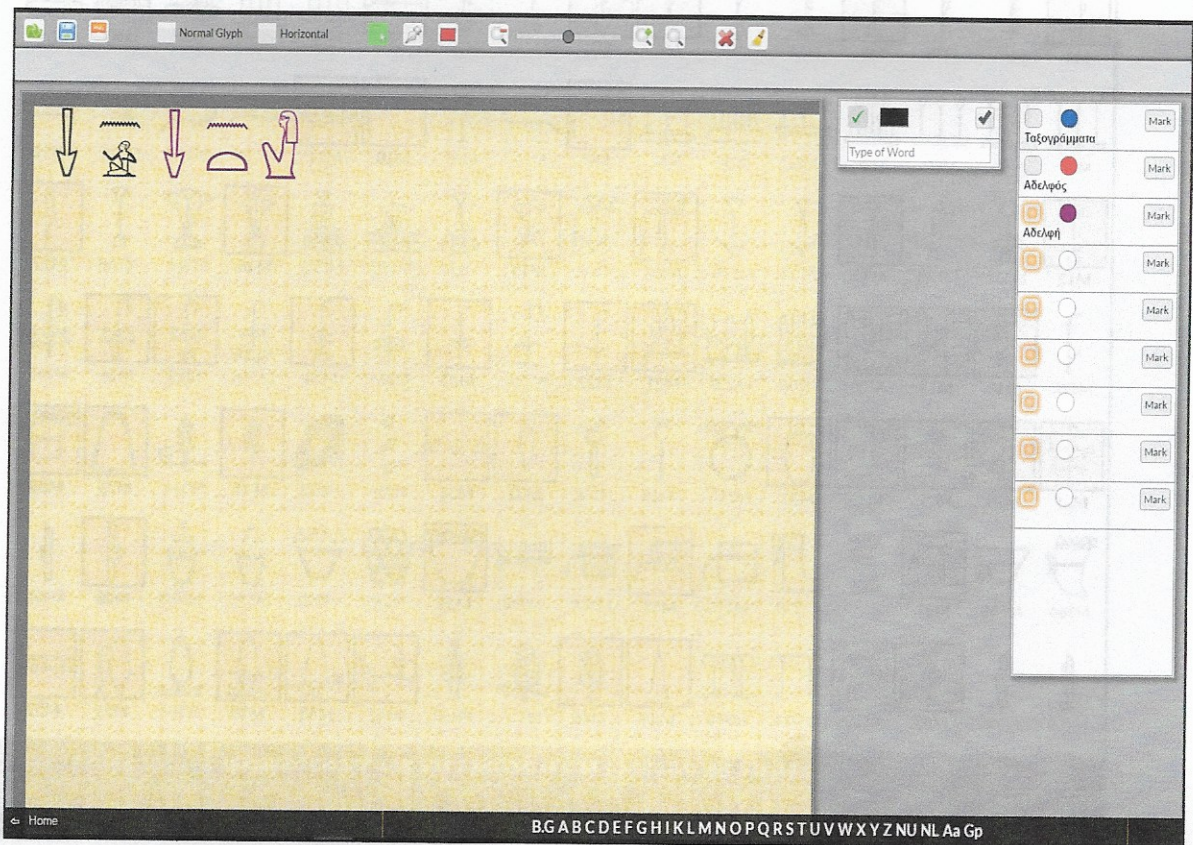 Normal Glyph Horizontal
𓌢 𓈖 𓀀 𓌢 𓈖 𓏏 𓁐
Type of Word
Mark
Ταξογράμματα
Mark
Αδελφός
Mark
Αδελφή
Mark
Mark
Mark
Mark
Mark
Mark
Home
B.G A B C D E F G H I K L M N O P Q R S T U V W X Y Z NU NL Aa Gp